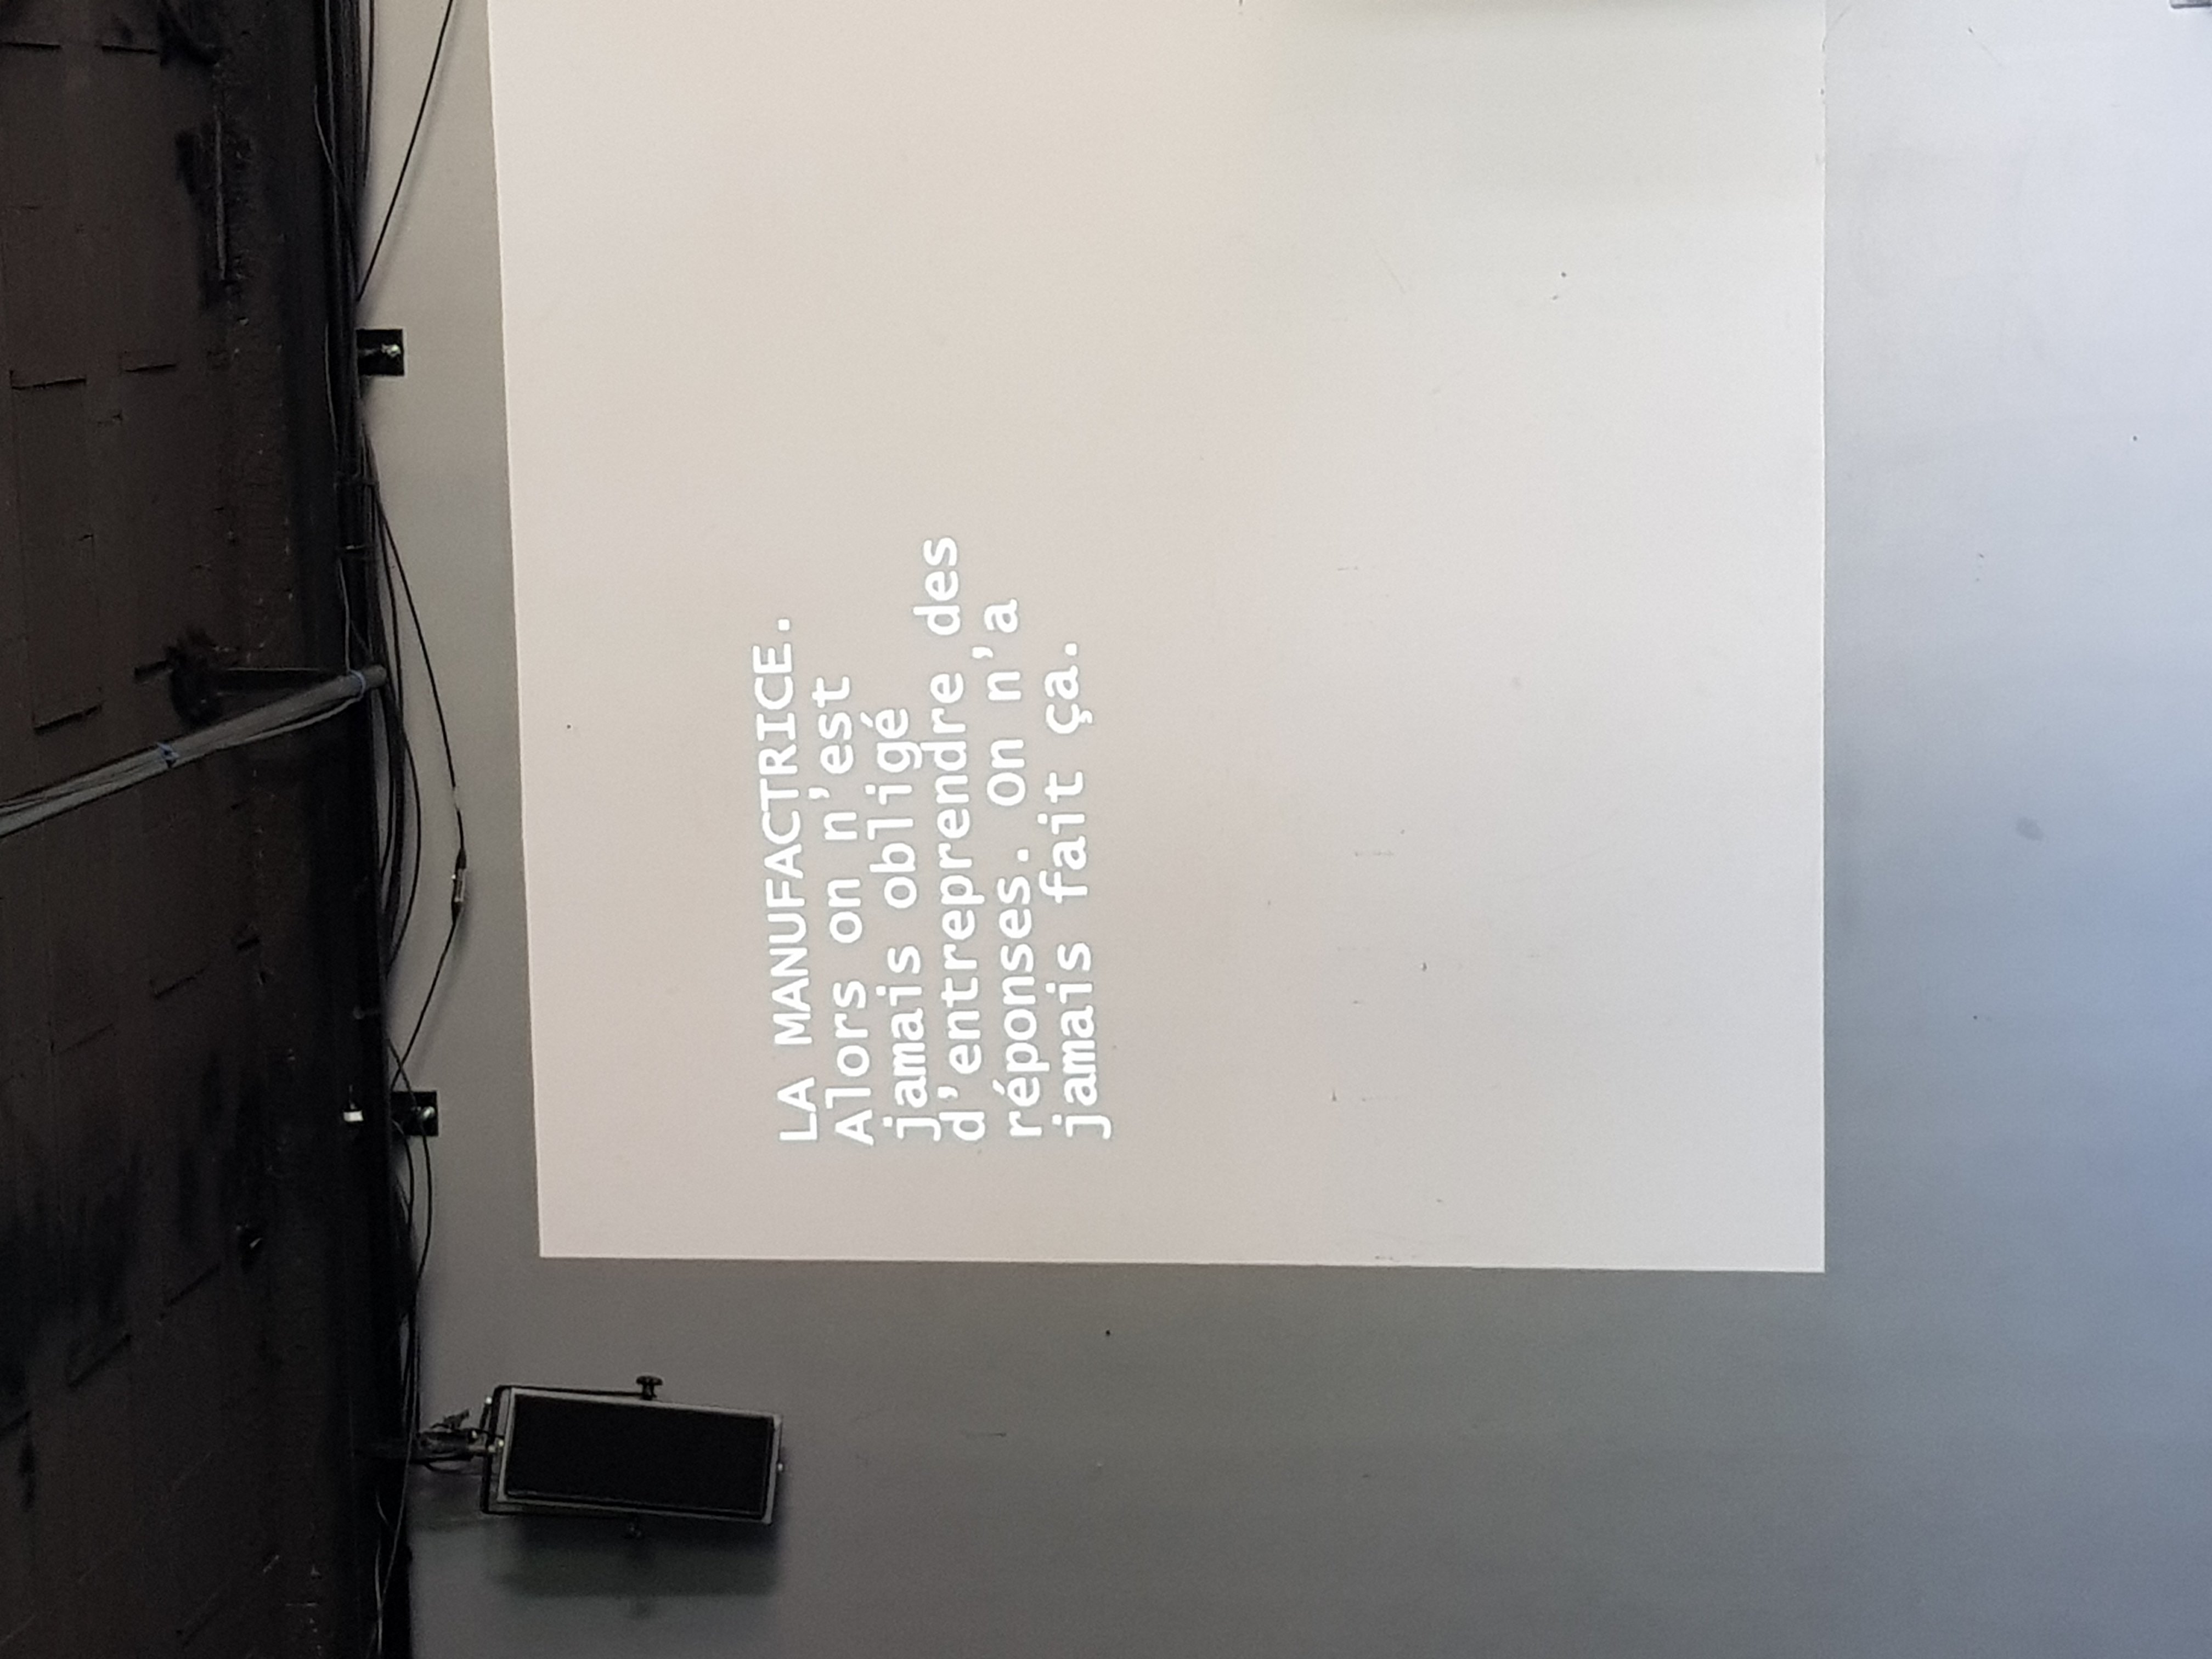 LA MANUFACTRICE.
Alors on n’est
jamais obligé
d’entreprendre des
réponses. On n’a
jamais fait ça.